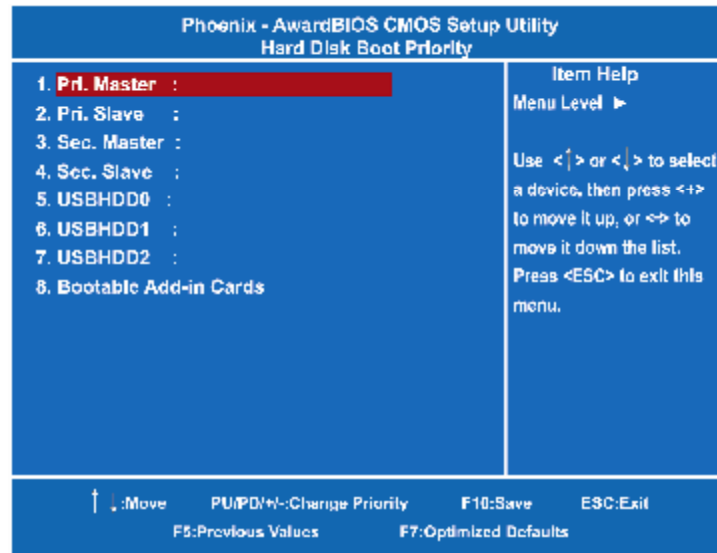 Phoenix - AwardBIOS CMOS Setup Utility
Hard Disk Boot Priority
1. Pri. Master :
2. Pri. Slave :
3. Sec. Master :
4. Sec. Slave :
5. USBHDD0 :
6. USBHDD1 :
7. USBHDD2 :
8. Bootable Add-in Cards
Item Help
Menu Level ►
Use <↑> or <↓> to select
a device, then press <+>
to move it up, or <-> to
move it down the list.
Press <ESC> to exit this
menu.
↑ ↓:Move PU/PD/+/-:Change Priority F10:Save ESC:Exit
F5:Previous Values F7:Optimized Defaults